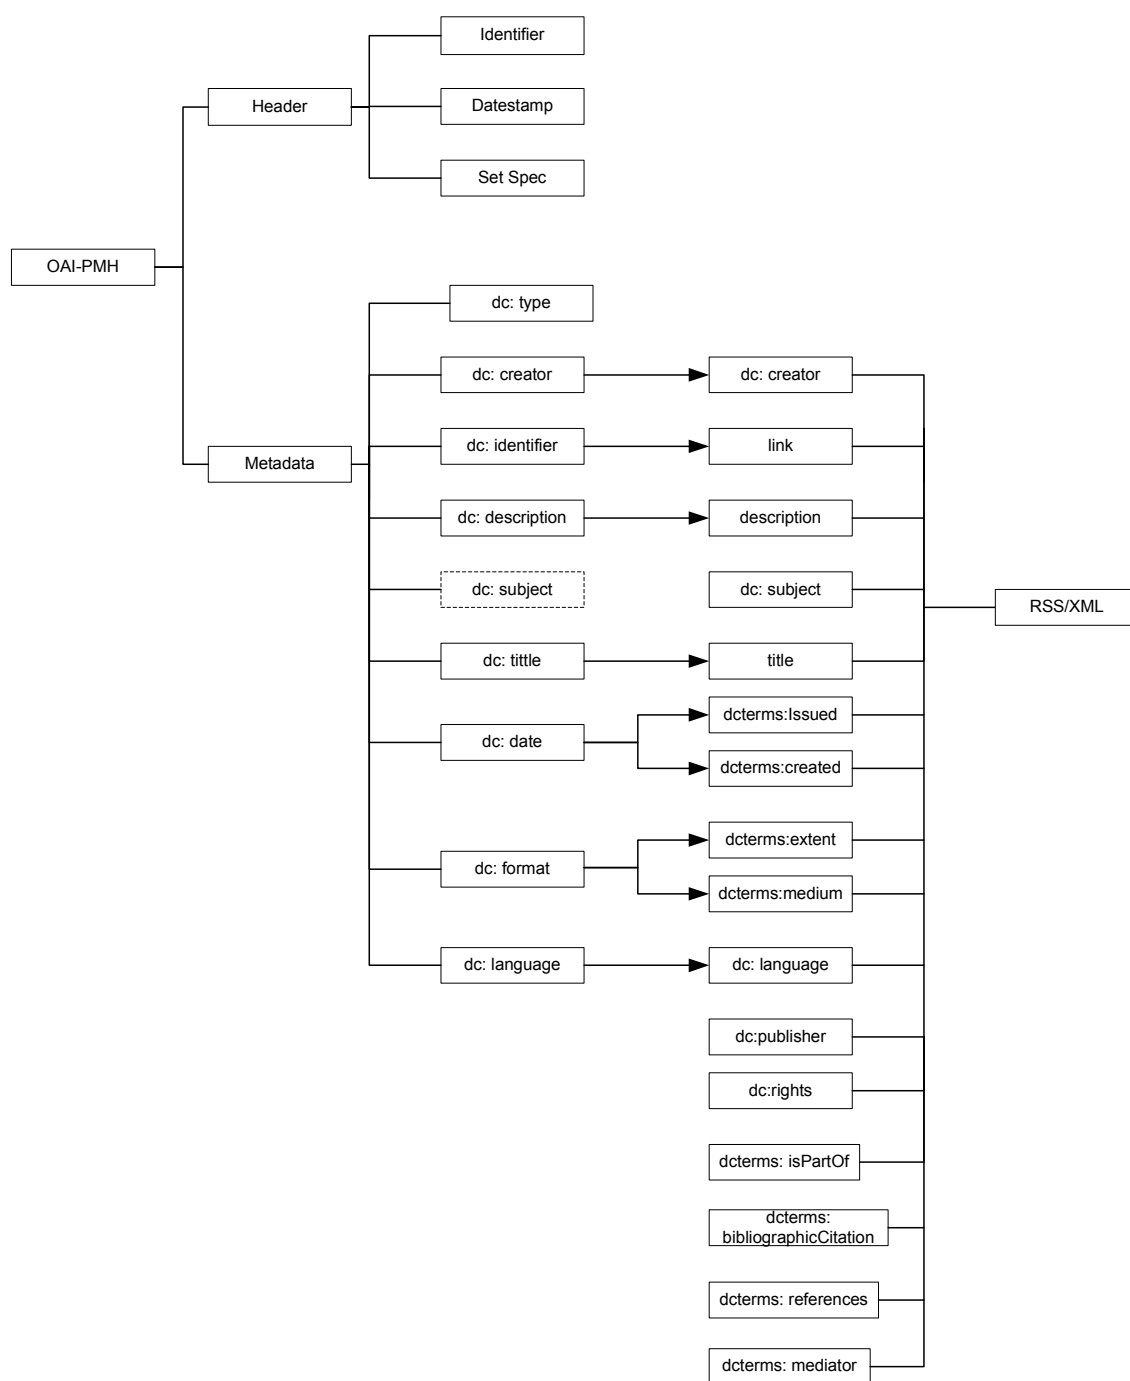 Identifier
Header
Datestamp
Set Spec
OAI-PMH
dc: type
dc: creator
dc: creator
Metadada
dc: identifier
link
dc: description
description
dc: subject
dc: subject
RSS/XML
dc: tittle
title
dc: date
dcterms:Issued
dcterms:created
dc: format
dcterms:extent
dcterms:medium
dc: language
dc: language
dc:publisher
dc:rights
dcterms: isPartOf
dcterms:
bibliographicCitation
dcterms: references
dcterms: mediator